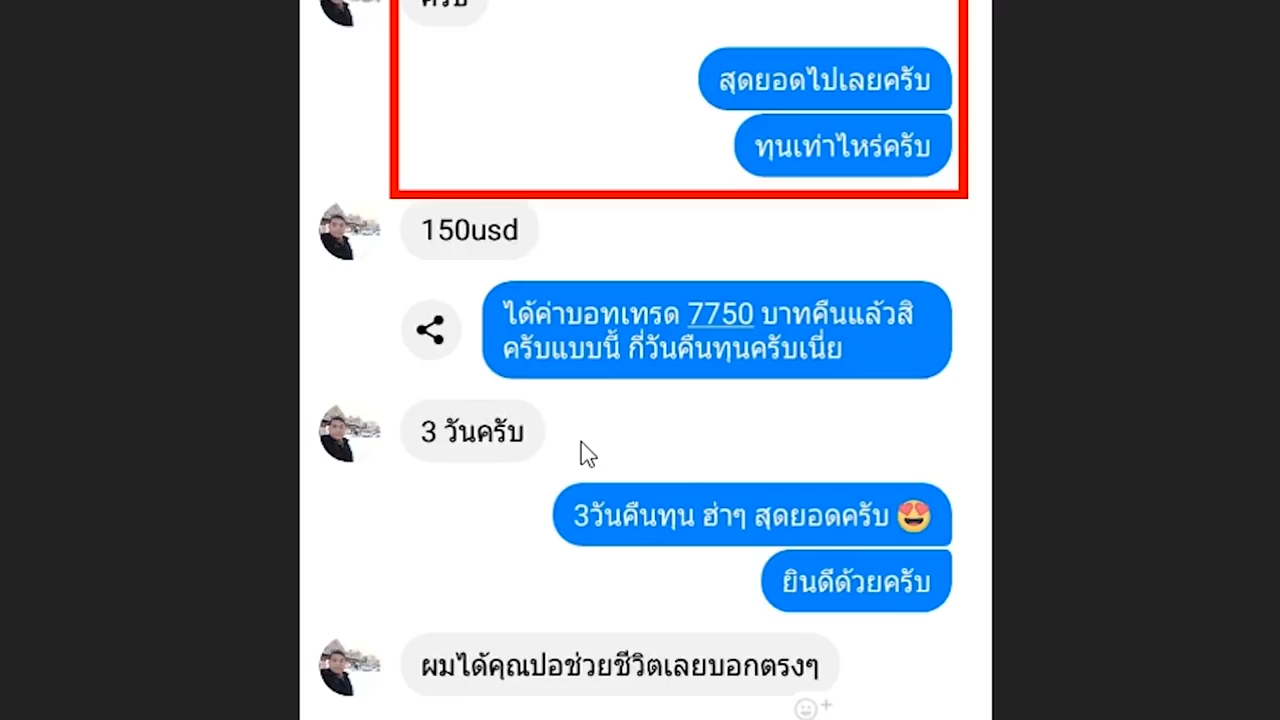 ครับ
สุดยอดไปเลยครับ
ทุนเท่าไหร่ครับ
150usd
ได้ค่าบอทเทรด 7750 บาทคืนแล้วสิ
ครับแบบนี้ กี่วันคืนทุนครับเนี่ย
3 วันครับ
3วันคืนทุน ฮ่าๆ สุดยอดครับ 😍
ยินดีด้วยครับ
ผมได้คุณปอช่วยชีวิตเลยบอกตรงๆ